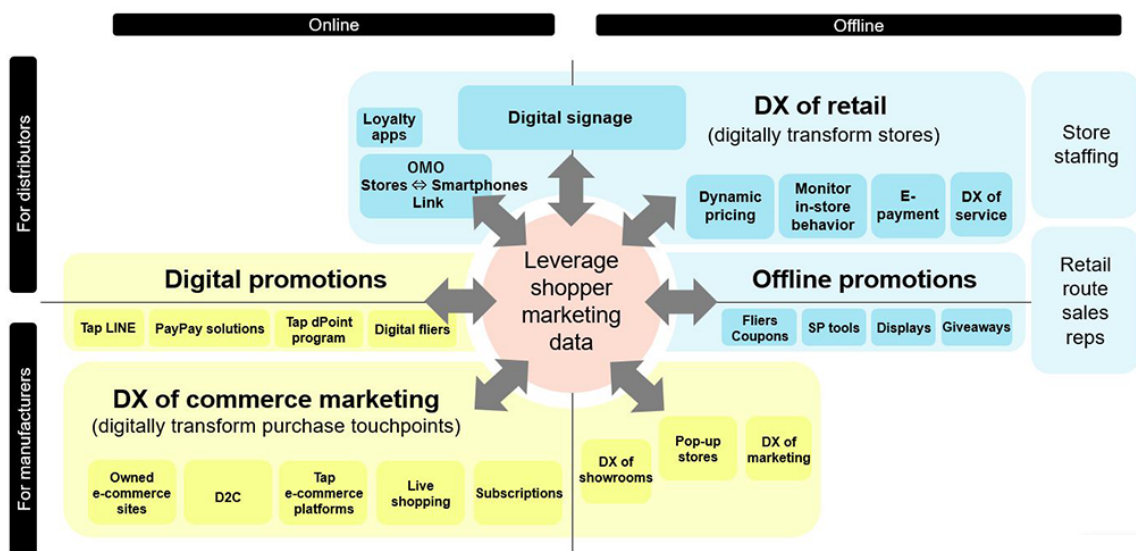 Online
Offline
For distributors
For manufacturers
Loyalty
apps
Digital signage
DX of retail
(digitally transform stores)
OMO
Stores ⇔ Smartphones
Link
Dynamic
pricing
Monitor
in-store
behavior
E-
payment
DX of
service
Store
staffing
Digital promotions
Tap LINE
PayPay solutions
Tap dPoint
program
Digital fliers
Leverage
shopper
marketing
data
Offline promotions
Fliers
Coupons
SP tools
Displays
Giveaways
Retail
route
sales
reps
DX of commerce marketing
(digitally transform purchase touchpoints)
Owned
e-commerce
sites
D2C
Tap
e-commerce
platforms
Live
shopping
Subscriptions
DX of
showrooms
Pop-up
stores
DX of
marketing